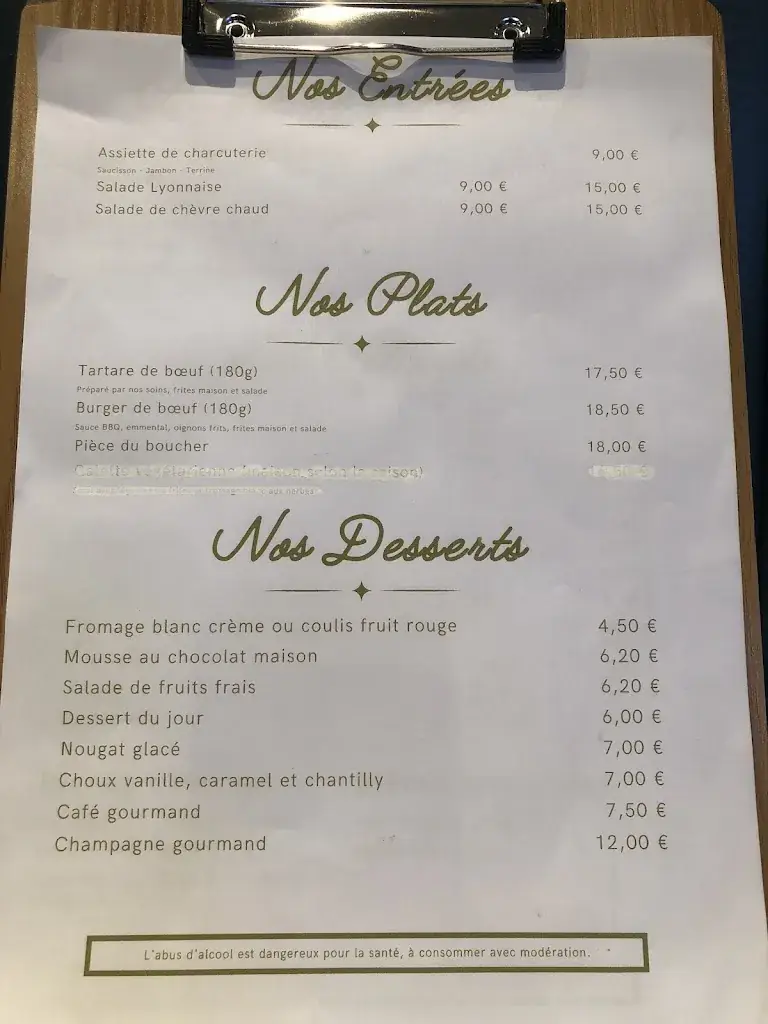 Nos Entrées
Assiette de charcuterie 9,00 €
Saucisson - Jambon - Terrine
Salade Lyonnaise 9,00 € 15,00 €
Salade de chèvre chaud 9,00 € 15,00 €
Nos Plats
Tartare de bœuf (180g) 17,50 €
Préparé par nos soins, frites maison et salade
Burger de bœuf (180g) 18,50 €
Sauce BBQ, emmental, oignons frits, frites maison et salade
Pièce du boucher 18,00 €
aux herbes
Nos Desserts
Fromage blanc crème ou coulis fruit rouge 4,50 €
Mousse au chocolat maison 6,20 €
Salade de fruits frais 6,20 €
Dessert du jour 6,00 €
Nougat glacé 7,00 €
Choux vanille, caramel et chantilly 7,00 €
Café gourmand 7,50 €
Champagne gourmand 12,00 €
L'abus d'alcool est dangereux pour la santé, à consommer avec modération.